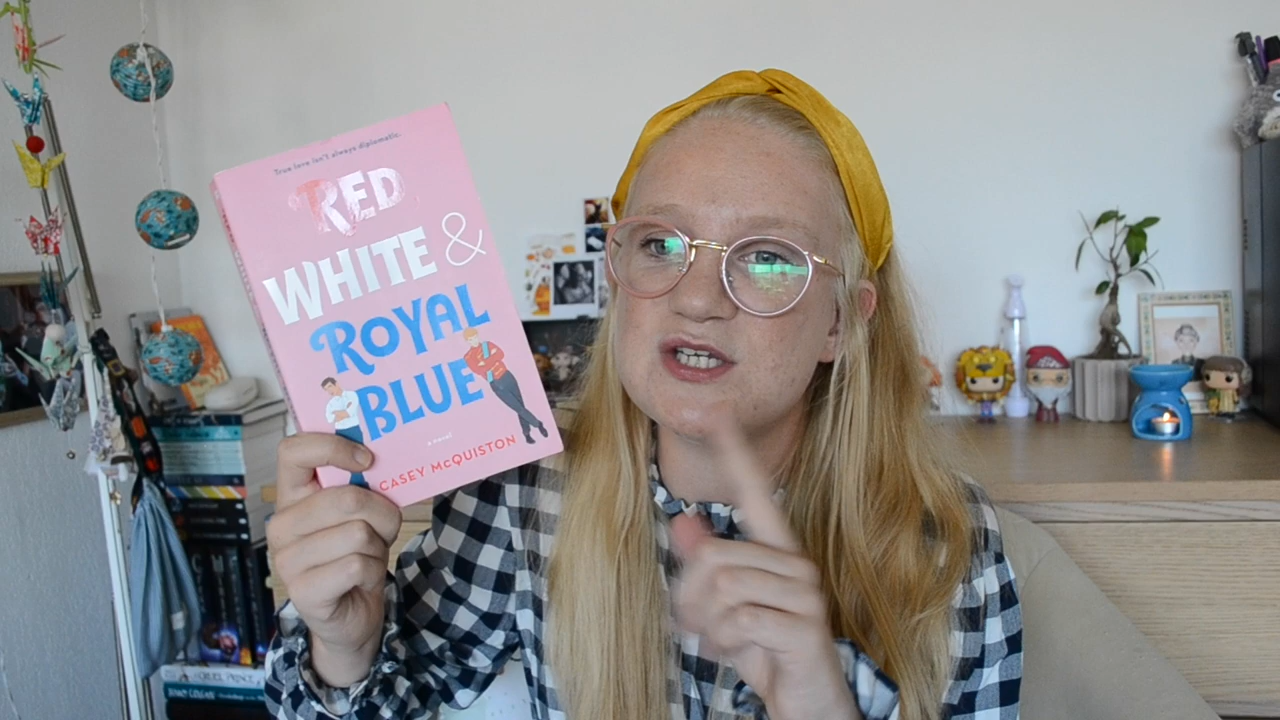 True love isn't always diplomatic.
RED
WHITE &
ROYAL
BLUE
a novel
CASEY McQUISTON